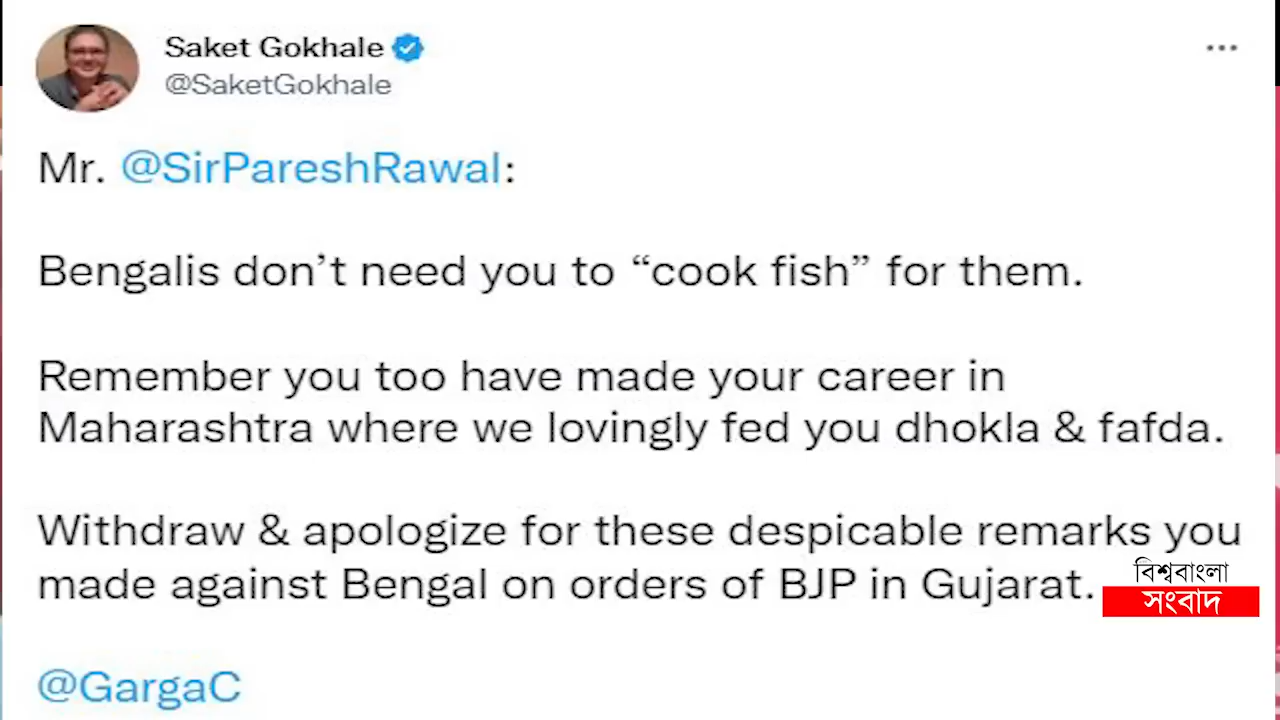 Saket Gokhale
@SaketGokhale
Mr. @SirPareshRawal:
Bengalis don’t need you to “cook fish” for them.
Remember you too have made your career in
Maharashtra where we lovingly fed you dhokla & fafda.
Withdraw & apologize for these despicable remarks you
made against Bengal on orders of BJP in Gujarat.
বিশ্ববাংলা
সংবাদ
@GargaC